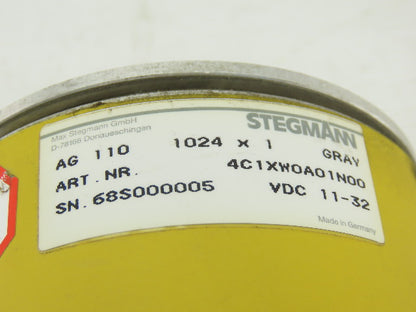 Max Stegmann GmbH
D-78166 Donaueschingen
STEGMANN
AG 110 1024 x 1 GRAY
ART.NR. 4C1XW0A01N00
SN.68S000005 VDC 11-32
Made in Germany